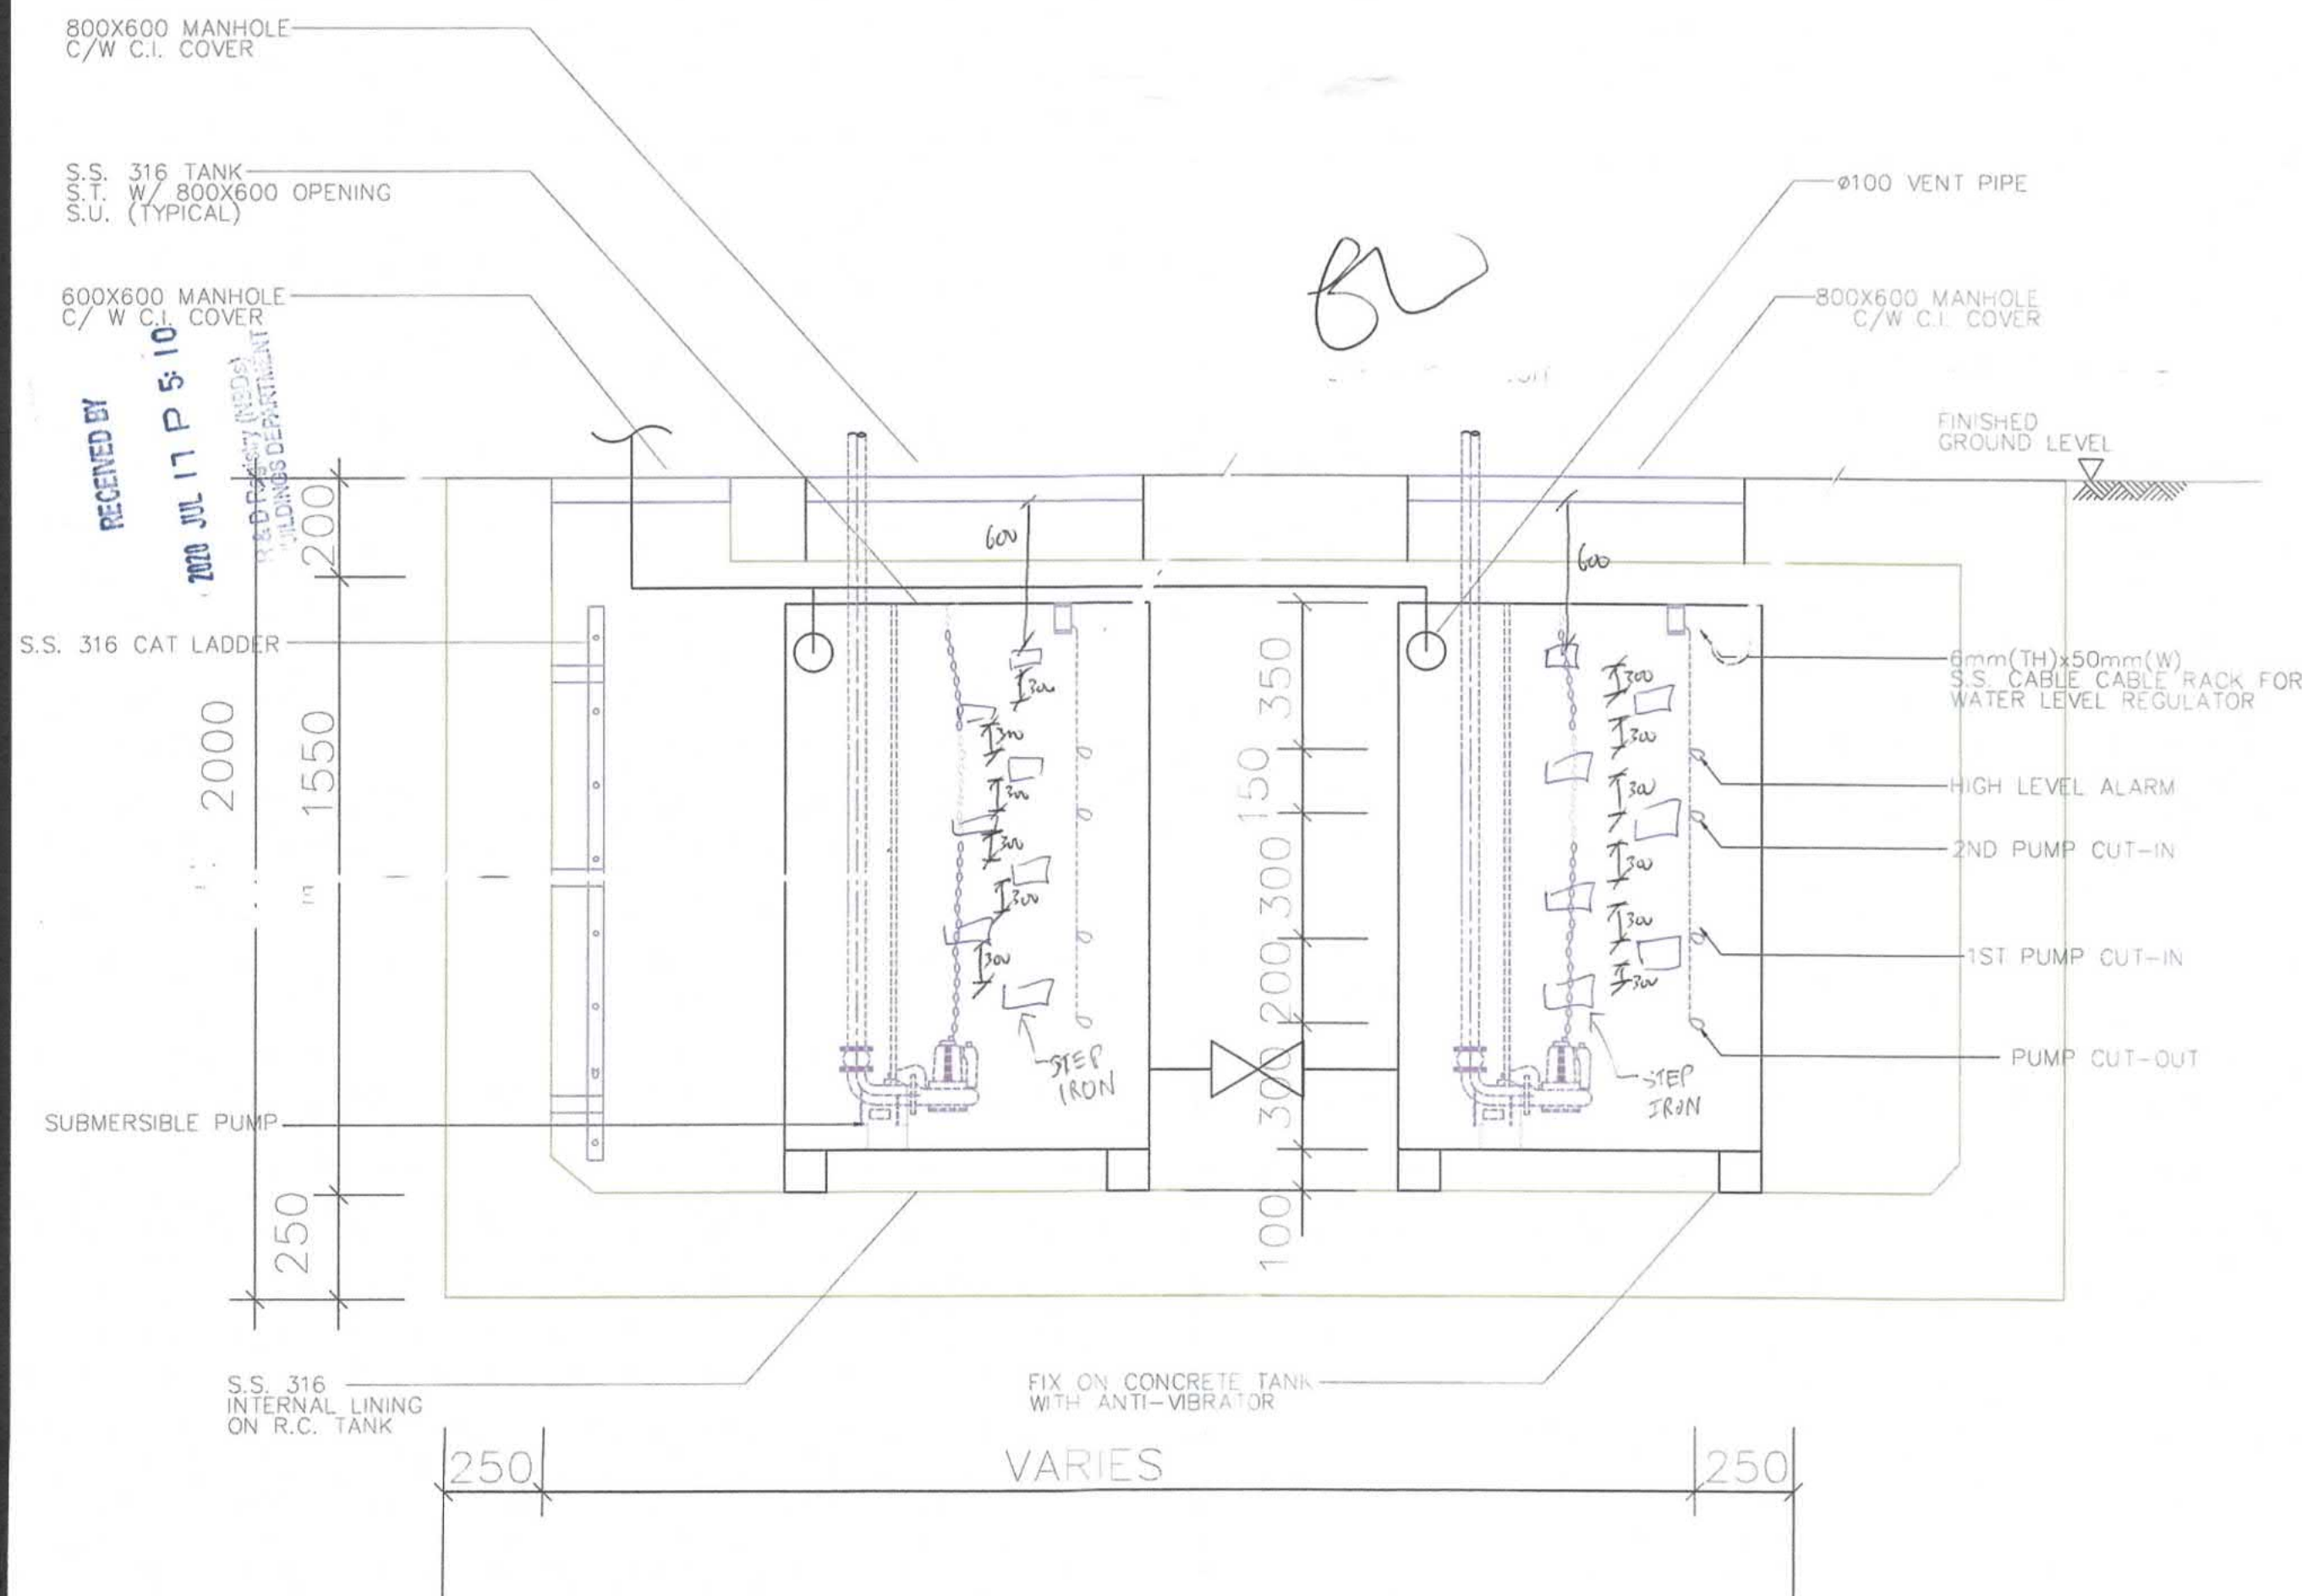 800X600 MANHOLE
C/W C.I. COVER
S.S. 316 TANK
S.T. W/ 800X600 OPENING
S.U. (TYPICAL)
600X600 MANHOLE
C/ W C.I. COVER
RECEIVED BY
2020 JUL 17 P 5:10
R & D Registry (NBDs)
BUILDINGS DEPARTMENT
Ø100 VENT PIPE
800X600 MANHOLE
C/W C.I. COVER
FINISHED
GROUND LEVEL
200
2000
1550
250
S.S. 316 CAT LADDER
SUBMERSIBLE PUMP
600
300
300
300
300
300
300
STEP
IRON
350
150
300
200
300
100
600
300
300
300
300
300
300
STEP
IRON
6mm(TH)x50mm(W)
S.S. CABLE CABLE RACK FOR
WATER LEVEL REGULATOR
HIGH LEVEL ALARM
2ND PUMP CUT-IN
1ST PUMP CUT-IN
PUMP CUT-OUT
S.S. 316
INTERNAL LINING
ON R.C. TANK
FIX ON CONCRETE TANK
WITH ANTI-VIBRATOR
250
VARIES
250